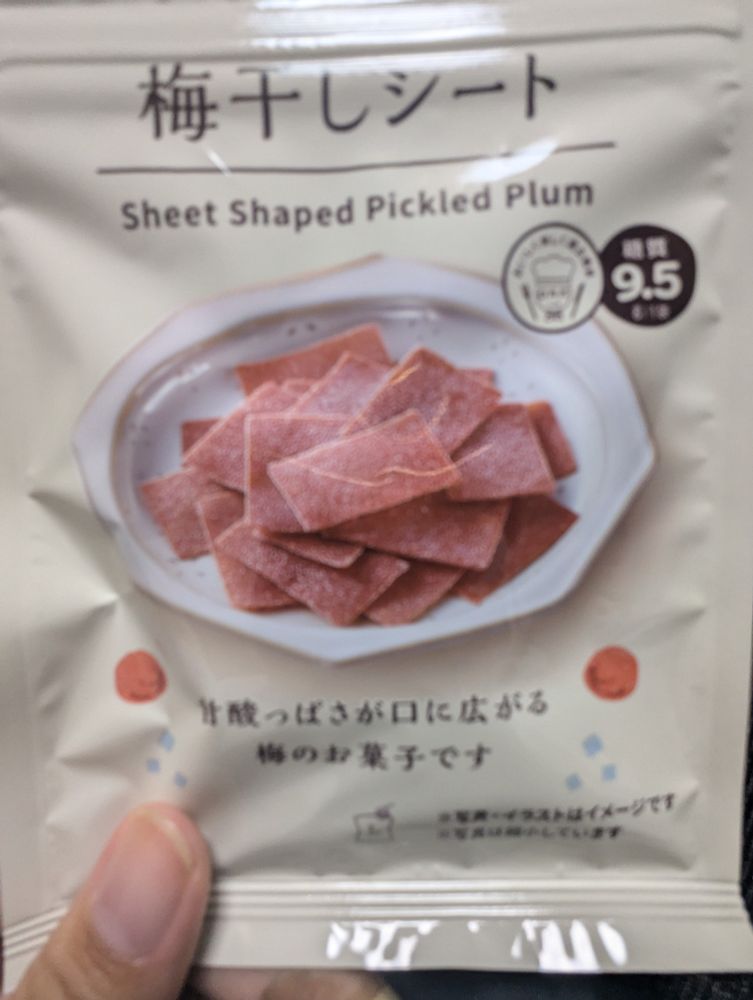 梅干しシート
Sheet Shaped Pickled Plum
糖質
9.5
甘酸っぱさが口に広がる
梅のお菓子です
※写真・イラストはイメージです